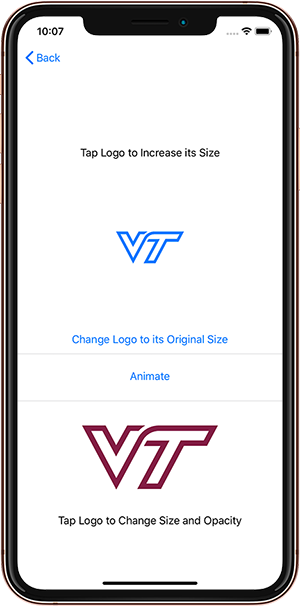 10:07
Back
Tap Logo to Increase its Size
VT
Change Logo to its Original Size
Animate
VT
Tap Logo to Change Size and Opacity